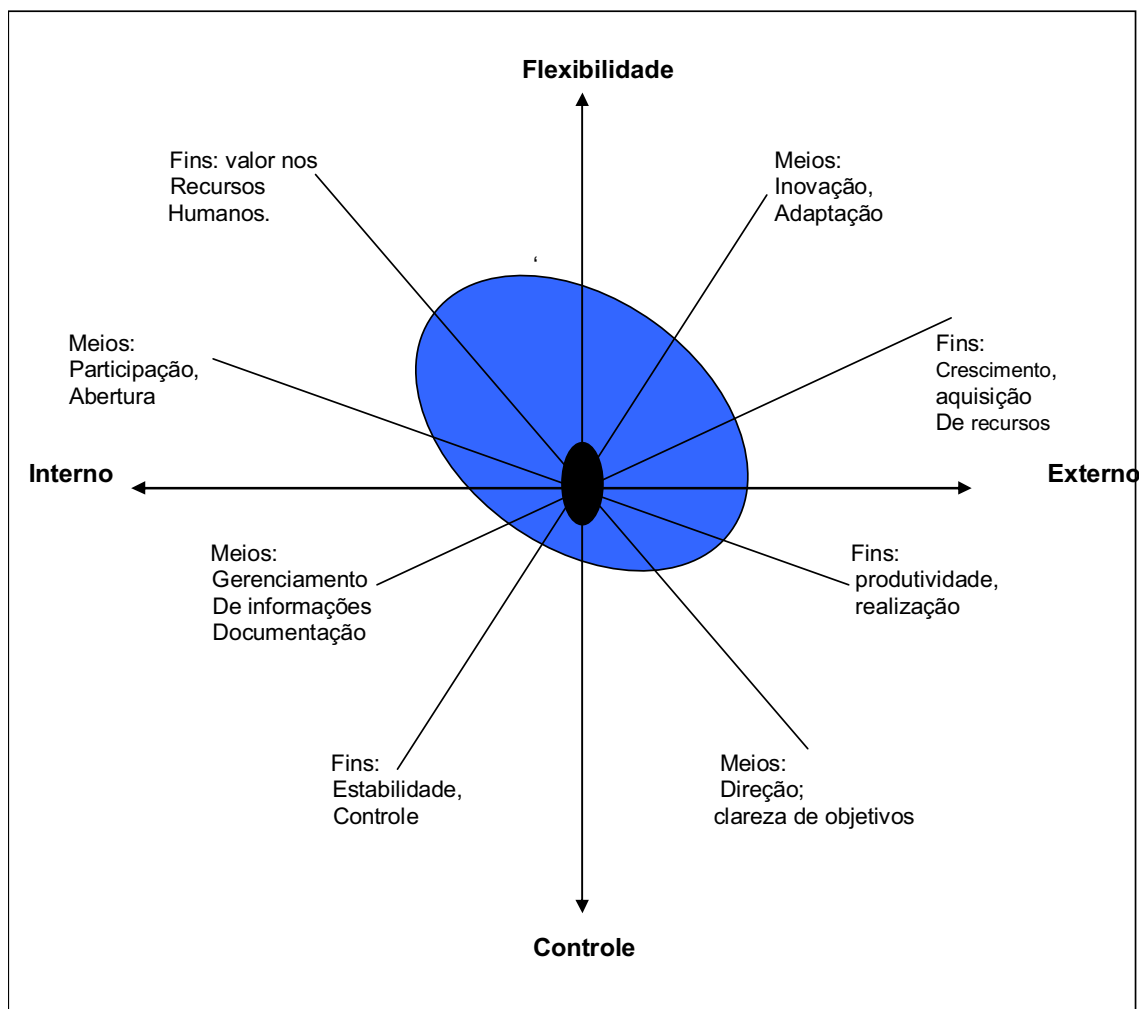 Flexibilidade
Fins: valor nos
Recursos
Humanos.
Meios:
Inovação,
Adaptação
‘
Meios:
Participação,
Abertura
Fins:
Crescimento,
aquisição
De recursos
Interno
Externo
Meios:
Gerenciamento
De informações
Documentação
Fins:
produtividade,
realização
Fins:
Estabilidade,
Controle
Meios:
Direção;
clareza de objetivos
Controle